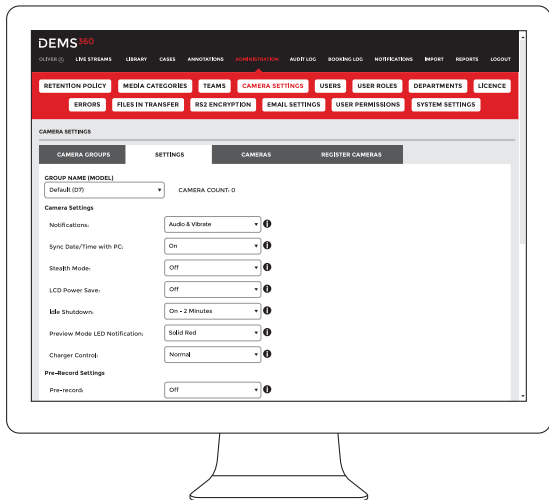 DEMS360
OLIVER LIVE STREAMS LIBRARY CASES ANNOTATIONS ADMINISTRATION AUDIT LOG BOOKING LOG NOTIFICATIONS IMPORT REPORTS LOGOUT
RETENTION POLICY MEDIA CATEGORIES TEAMS CAMERA SETTINGS USERS USER ROLES DEPARTMENTS LICENCE
ERRORS FILES IN TRANSFER RS2 ENCRYPTION EMAIL SETTINGS USER PERMISSIONS SYSTEM SETTINGS
CAMERA SETTINGS
CAMERA GROUPS SETTINGS CAMERAS REGISTER CAMERAS
GROUP NAME (MODEL)
Default (D7) CAMERA COUNT: 0
Camera Settings
Notifications: Audio & Vibrate
Sync Date/Time with PC: On
Stealth Mode: Off
LCD Power Save: Off
Idle Shutdown: On - 2 Minutes
Preview Mode LED Notification: Solid Red
Charger Control: Normal
Pre-Record Settings
Pre-record: Off